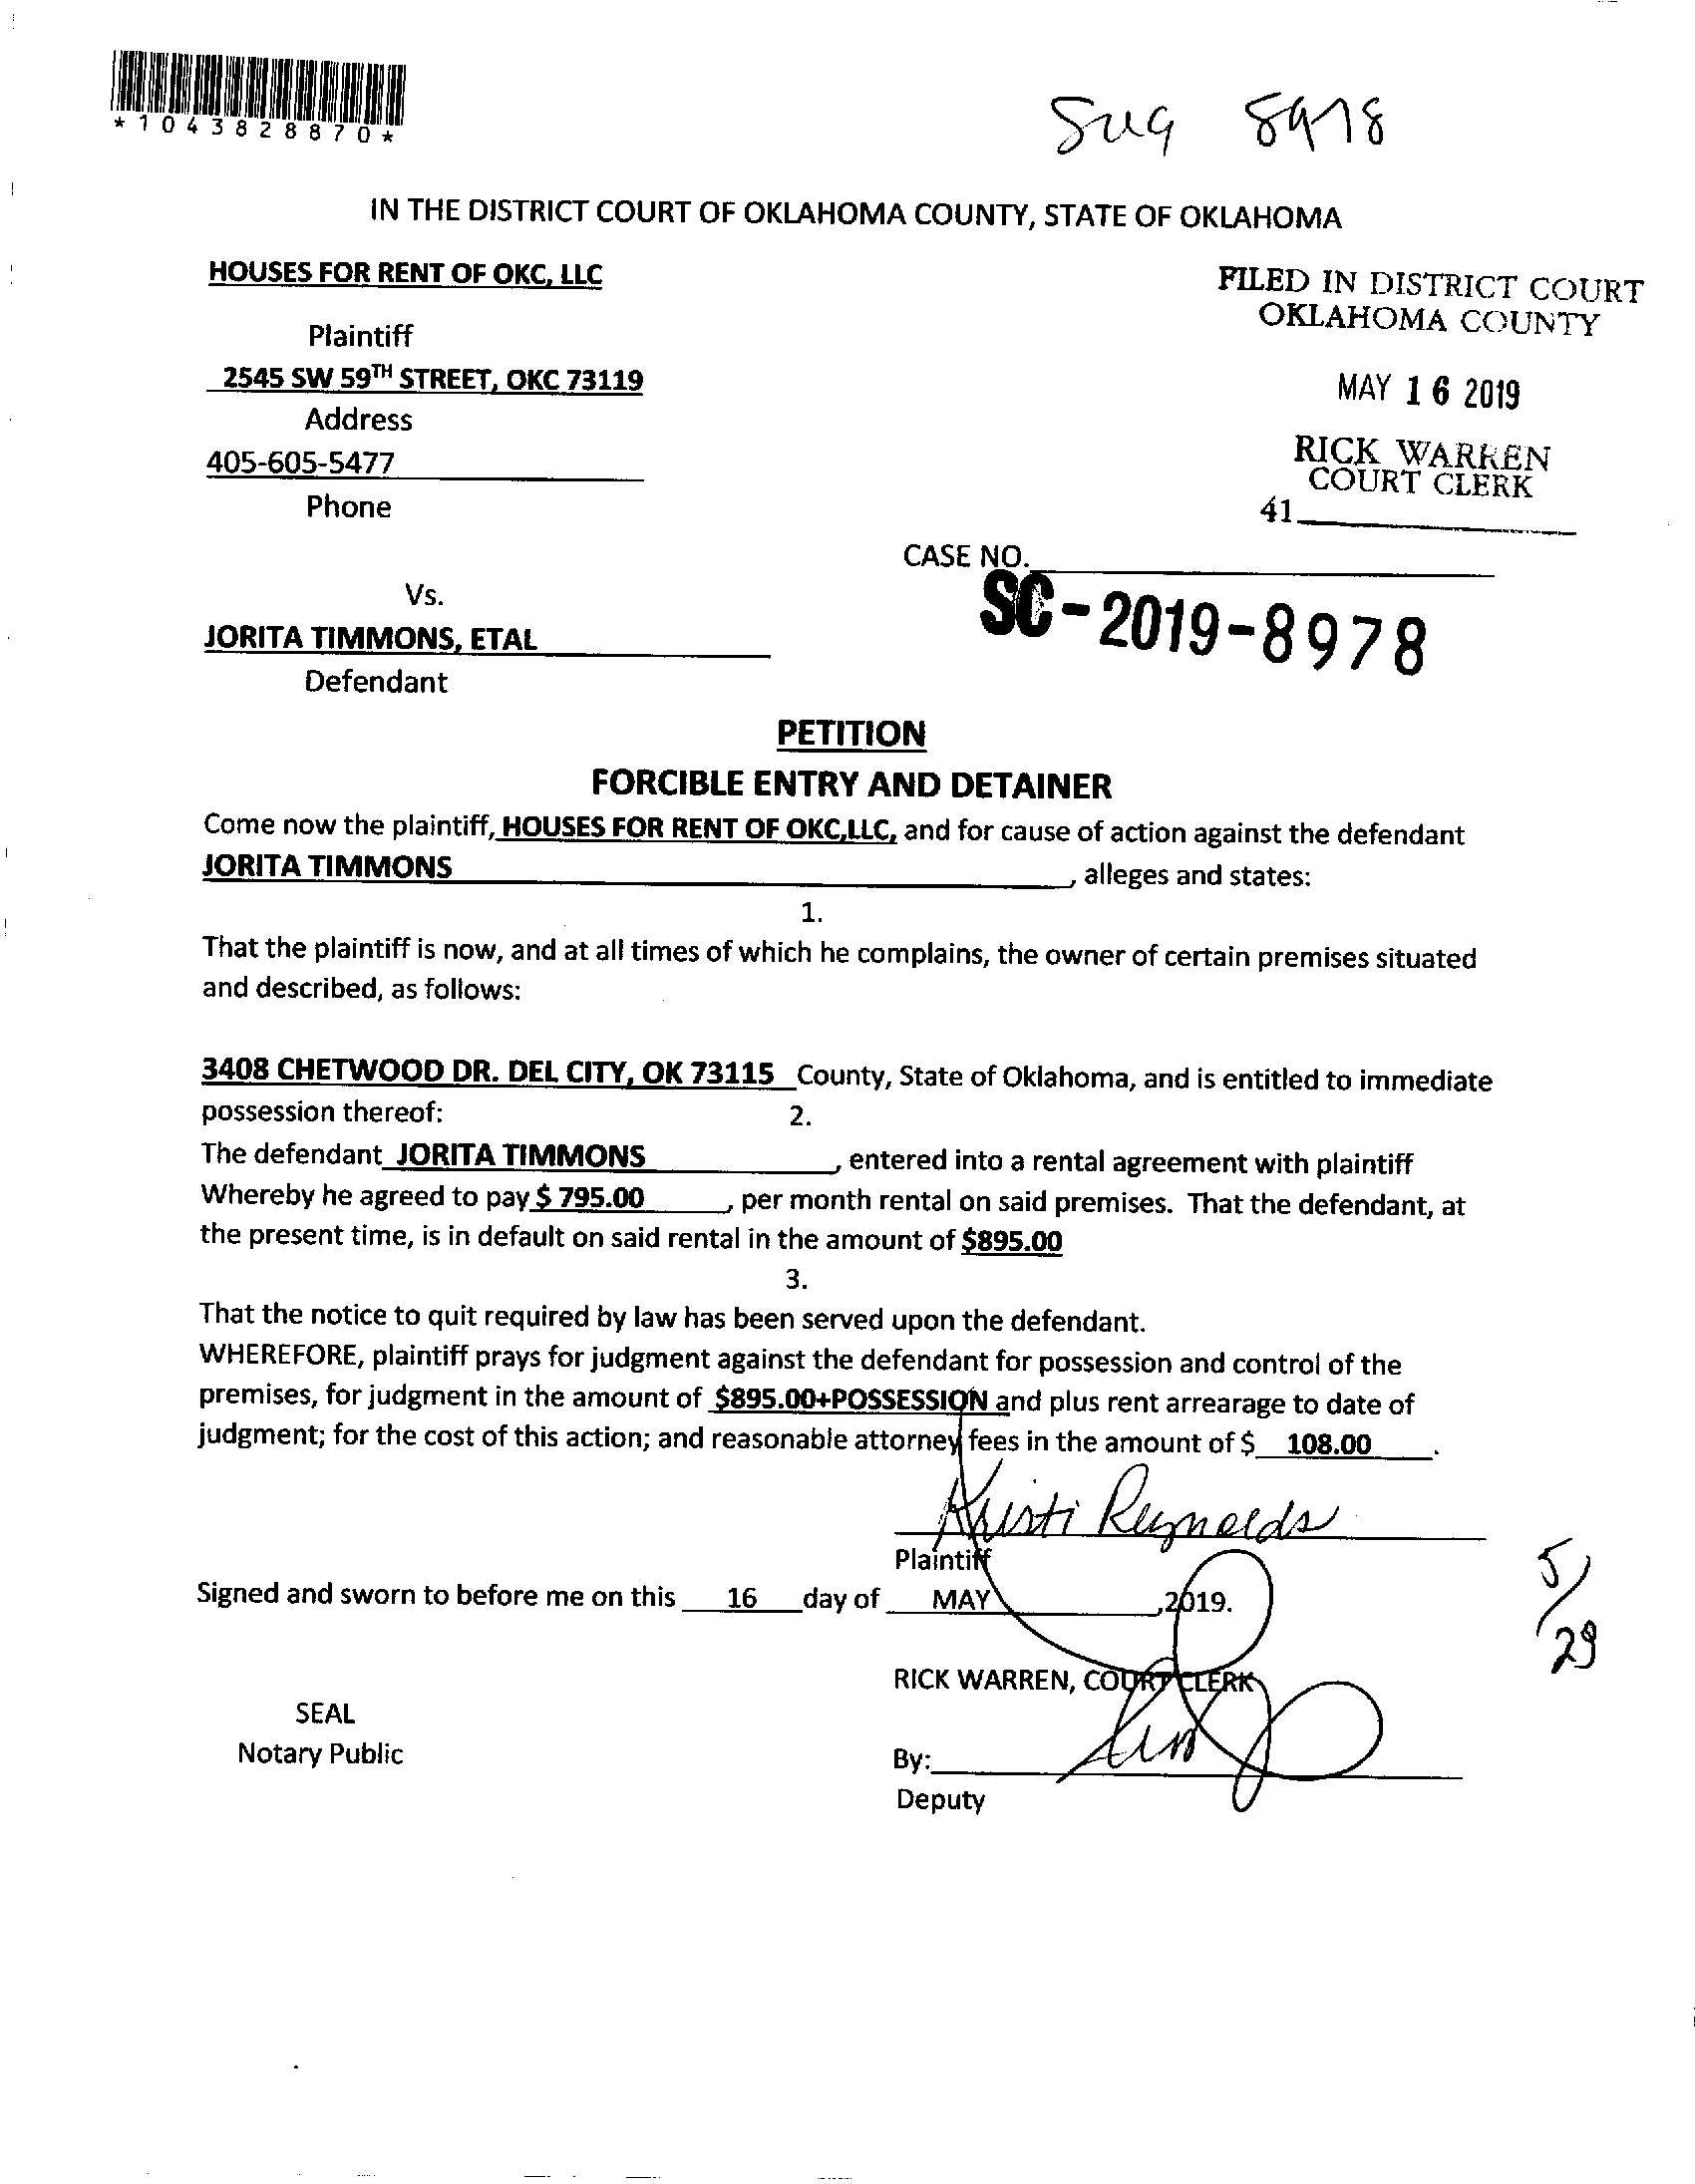 *1043828870*
8978
IN THE DISTRICT COURT OF OKLAHOMA COUNTY, STATE OF OKLAHOMA
HOUSES FOR RENT OF OKC, LLC
Plaintiff
2545 SW 59TH STREET, OKC 73119
Address
405-605-5477
Phone
FILED IN DISTRICT COURT
OKLAHOMA COUNTY
MAY 16 2019
RICK WARREN
COURT CLERK
41
CASE NO.
SC-2019-8978
Vs.
JORITA TIMMONS, ETAL
Defendant
PETITION
FORCIBLE ENTRY AND DETAINER
Come now the plaintiff, HOUSES FOR RENT OF OKC,LLC, and for cause of action against the defendant
JORITA TIMMONS , alleges and states:
1.
That the plaintiff is now, and at all times of which he complains, the owner of certain premises situated
and described, as follows:
3408 CHETWOOD DR. DEL CITY, OK 73115 County, State of Oklahoma, and is entitled to immediate
possession thereof:
2.
The defendant JORITA TIMMONS , entered into a rental agreement with plaintiff
Whereby he agreed to pay $ 795.00 , per month rental on said premises. That the defendant, at
the present time, is in default on said rental in the amount of $895.00
3.
That the notice to quit required by law has been served upon the defendant.
WHEREFORE, plaintiff prays for judgment against the defendant for possession and control of the
premises, for judgment in the amount of $895.00+POSSESSION and plus rent arrearage to date of
judgment; for the cost of this action; and reasonable attorney fees in the amount of $ 108.00 .
Kristi Reynolds
Plaintiff
Signed and sworn to before me on this 16 day of MAY ,2019.
5/29
RICK WARREN, COURT CLERK
SEAL
Notary Public
By:
Deputy